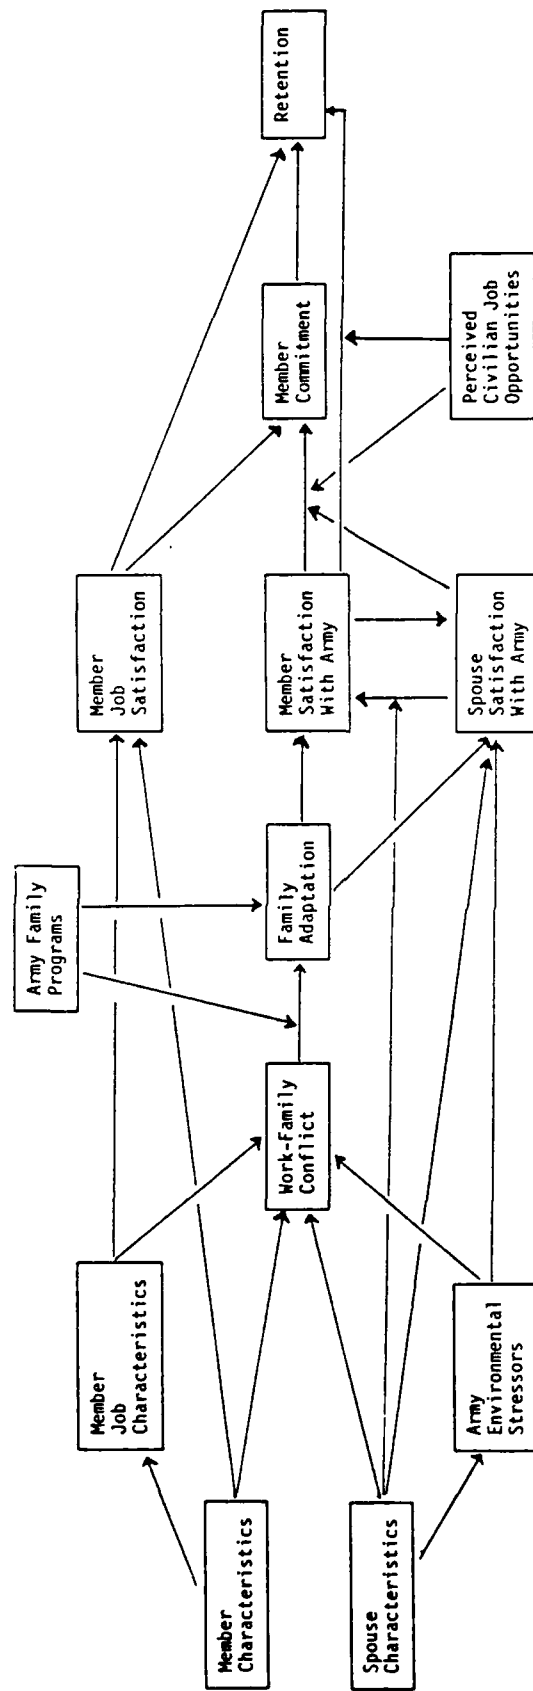 Member
Characteristics
Spouse
Characteristics
Member
Job
Characteristics
Army
Environmental
Stressors
Work-Family
Conflict
Army Family
Programs
Family
Adaptation
Member
Job
Satisfaction
Member
Satisfaction
With Army
Spouse
Satisfaction
With Army
Member
Commitment
Perceived
Civilian Job
Opportunities
Retention